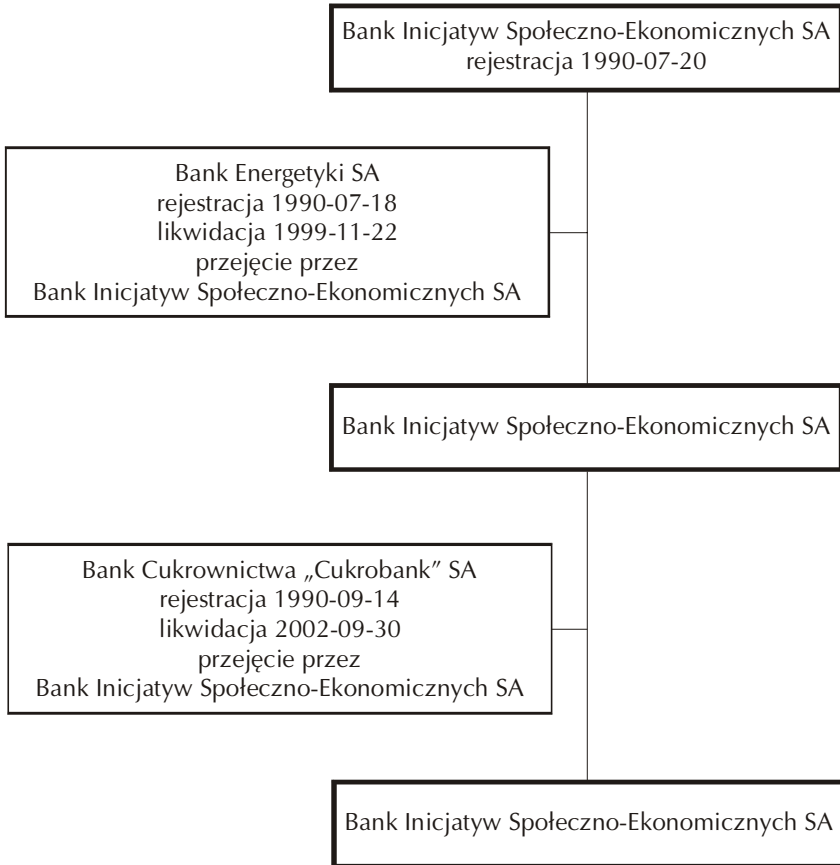 Bank Inicjatyw Społeczno-Ekonomicznych SA
rejestracja 1990-07-20
Bank Energetyki SA
rejestracja 1990-07-18
likwidacja 1999-11-22
przejęcie przez
Bank Inicjatyw Społeczno-Ekonomicznych SA
Bank Inicjatyw Społeczno-Ekonomicznych SA
Bank Cukrownictwa „Cukrobank” SA
rejestracja 1990-09-14
likwidacja 2002-09-30
przejęcie przez
Bank Inicjatyw Społeczno-Ekonomicznych SA
Bank Inicjatyw Społeczno-Ekonomicznych SA